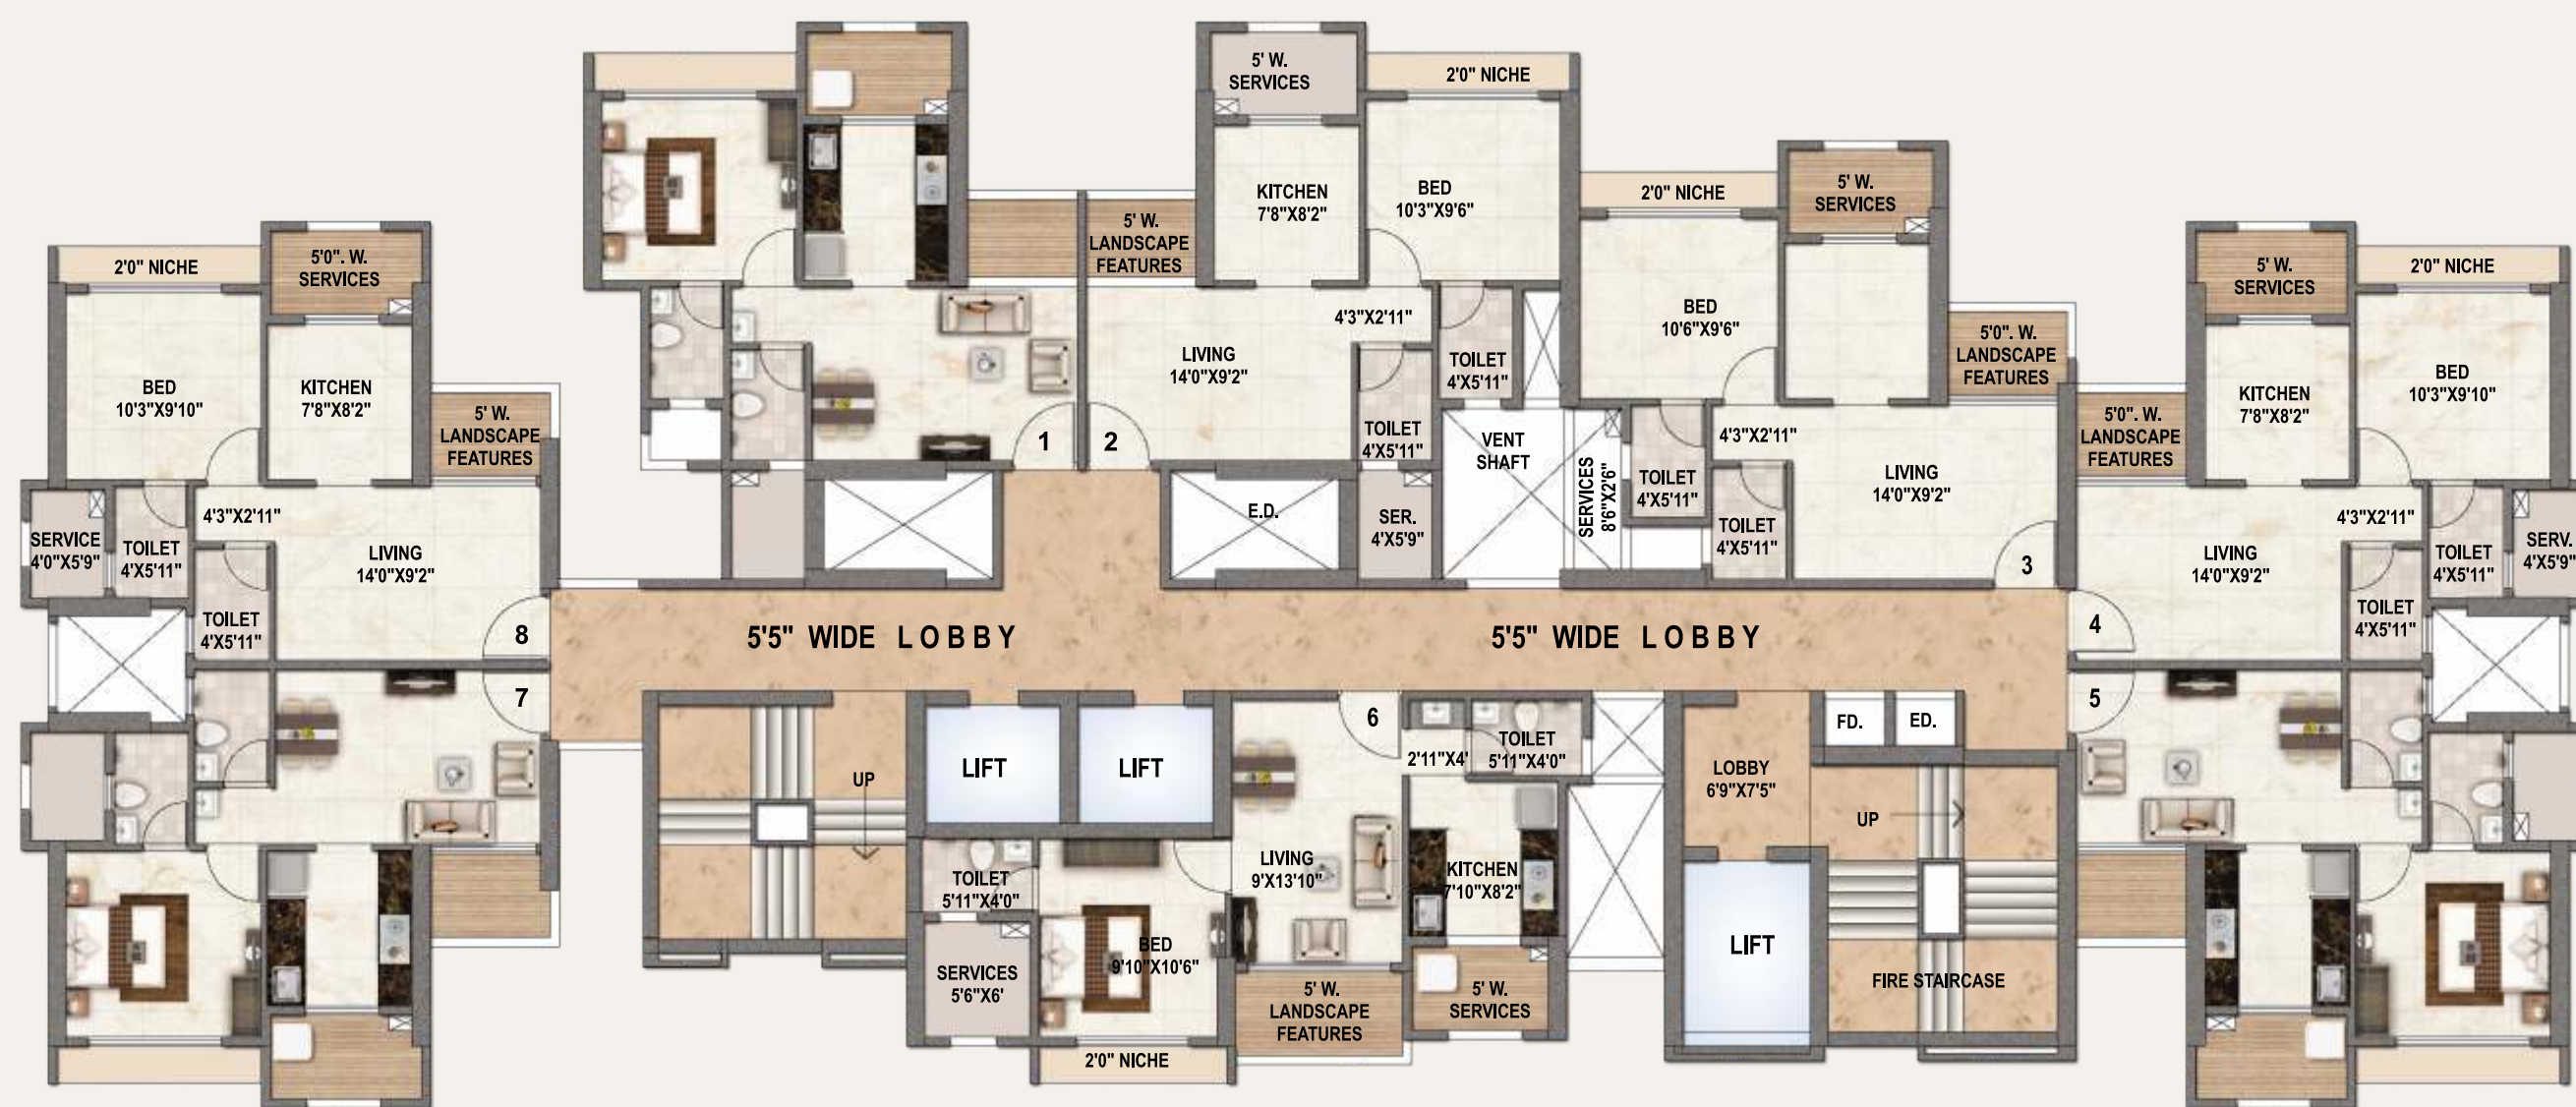 5' W.
SERVICES
2'0" NICHE
KITCHEN
7'8"X8'2"
BED
10'3"X9'6"
5' W.
LANDSCAPE
FEATURES
4'3"X2'11"
LIVING
14'0"X9'2"
TOILET
4'X5'11"
TOILET
4'X5'11"
1
2
E.D.
SER.
4'X5'9"
VENT
SHAFT
SERVICES
8'6"X2'6"
2'0" NICHE
5' W.
SERVICES
BED
10'6"X9'6"
5'0". W.
LANDSCAPE
FEATURES
4'3"X2'11"
TOILET
4'X5'11"
TOILET
4'X5'11"
LIVING
14'0"X9'2"
3
5' W.
SERVICES
2'0" NICHE
KITCHEN
7'8"X8'2"
BED
10'3"X9'10"
5'0". W.
LANDSCAPE
FEATURES
4'3"X2'11"
LIVING
14'0"X9'2"
TOILET
4'X5'11"
SERV.
4'X5'9"
TOILET
4'X5'11"
4
5
2'0" NICHE
5'0". W.
SERVICES
BED
10'3"X9'10"
KITCHEN
7'8"X8'2"
5' W.
LANDSCAPE
FEATURES
SERVICE
4'0"X5'9"
TOILET
4'X5'11"
4'3"X2'11"
LIVING
14'0"X9'2"
TOILET
4'X5'11"
8
7
5'5" WIDE LOBBY
5'5" WIDE LOBBY
UP
LIFT
LIFT
6
2'11"X4'
TOILET
5'11"X4'0"
LIVING
9'X13'10"
KITCHEN
7'10"X8'2"
TOILET
5'11"X4'0"
SERVICES
5'6"X6'
BED
9'10"X10'6"
2'0" NICHE
5' W.
LANDSCAPE
FEATURES
5' W.
SERVICES
LOBBY
6'9"X7'5"
FD.
ED.
UP
LIFT
FIRE STAIRCASE